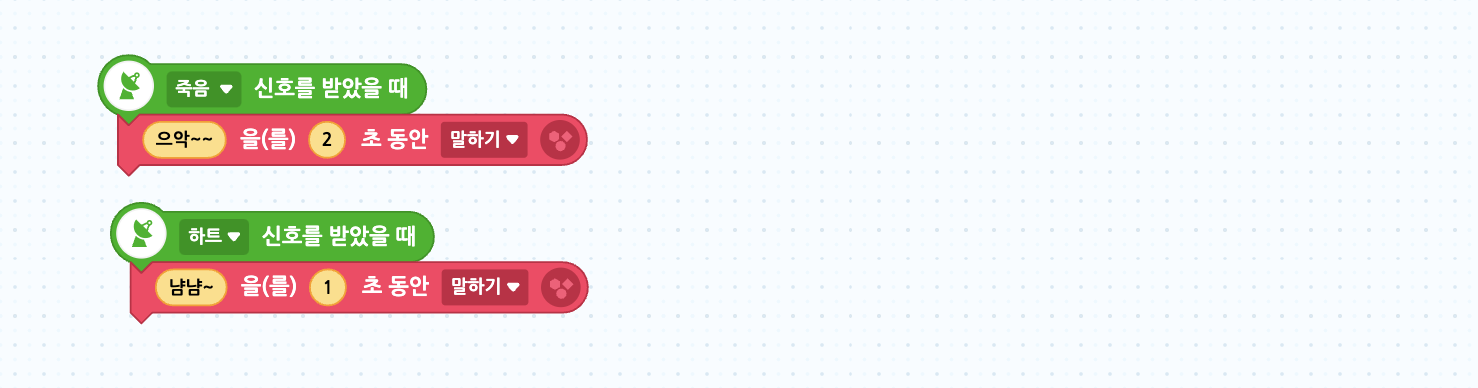 죽음 신호를 받았을 때
으악~~ 을(를) 2 초 동안 말하기
하트 신호를 받았을 때
냠냠~ 을(를) 1 초 동안 말하기